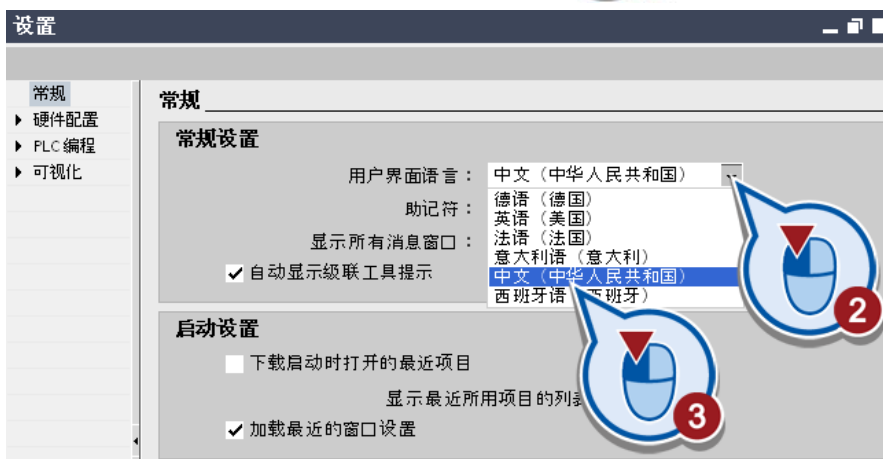 设置
常规
硬件配置
PLC 编程
可视化
常规
常规设置
用户界面语言： 中文（中华人民共和国）
助记符： 德语（德国）
英语（美国）
显示所有消息窗口： 法语（法国）
意大利语（意大利）
自动显示级联工具提示 中文（中华人民共和国）
西班牙语（西班牙）
2
启动设置
下载启动时打开的最近项目
显示最近所用项目的列表
加载最近的窗口设置
3